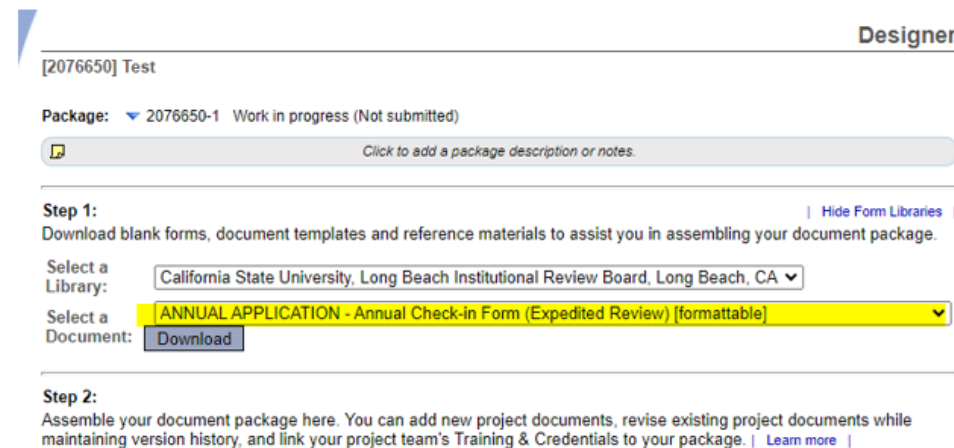 Designer
[2076650] Test
Package: 2076650-1 Work in progress (Not submitted)
Click to add a package description or notes.
Step 1:
| Hide Form Libraries |
Download blank forms, document templates and reference materials to assist you in assembling your document package.
Select a Library:
California State University, Long Beach Institutional Review Board, Long Beach, CA
Select a Document:
ANNUAL APPLICATION - Annual Check-in Form (Expedited Review) [formattable]
Download
Step 2:
Assemble your document package here. You can add new project documents, revise existing project documents while
maintaining version history, and link your project team's Training & Credentials to your package. | Learn more |